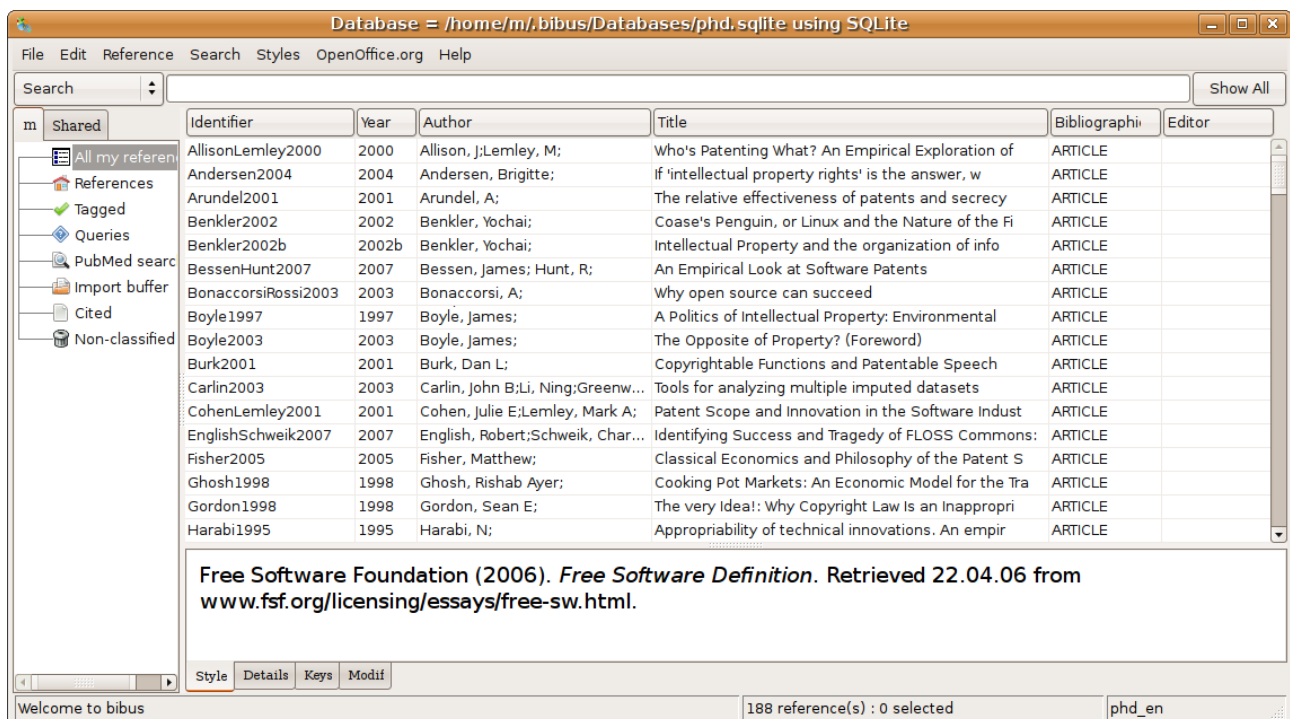 Database = /home/m/.bibus/Databases/phd.sqlite using SQLite
File Edit Reference Search Styles OpenOffice.org Help
Search Show All
m Shared
All my referen
References
Tagged
Queries
PubMed searc
Import buffer
Cited
Non-classified
Identifier Year Author Title Bibliographi Editor
AllisonLemley2000 2000 Allison, J;Lemley, M; Who's Patenting What? An Empirical Exploration of ARTICLE
Andersen2004 2004 Andersen, Brigitte; If 'intellectual property rights' is the answer, w ARTICLE
Arundel2001 2001 Arundel, A; The relative effectiveness of patents and secrecy ARTICLE
Benkler2002 2002 Benkler, Yochai; Coase's Penguin, or Linux and the Nature of the Fi ARTICLE
Benkler2002b 2002b Benkler, Yochai; Intellectual Property and the organization of info ARTICLE
BessenHunt2007 2007 Bessen, James; Hunt, R; An Empirical Look at Software Patents ARTICLE
BonaccorsiRossi2003 2003 Bonaccorsi, A; Why open source can succeed ARTICLE
Boyle1997 1997 Boyle, James; A Politics of Intellectual Property: Environmental ARTICLE
Boyle2003 2003 Boyle, James; The Opposite of Property? (Foreword) ARTICLE
Burk2001 2001 Burk, Dan L; Copyrightable Functions and Patentable Speech ARTICLE
Carlin2003 2003 Carlin, John B;Li, Ning;Greenw... Tools for analyzing multiple imputed datasets ARTICLE
CohenLemley2001 2001 Cohen, Julie E;Lemley, Mark A; Patent Scope and Innovation in the Software Indust ARTICLE
EnglishSchweik2007 2007 English, Robert;Schweik, Char... Identifying Success and Tragedy of FLOSS Commons: ARTICLE
Fisher2005 2005 Fisher, Matthew; Classical Economics and Philosophy of the Patent S ARTICLE
Ghosh1998 1998 Ghosh, Rishab Ayer; Cooking Pot Markets: An Economic Model for the Tra ARTICLE
Gordon1998 1998 Gordon, Sean E; The very Idea!: Why Copyright Law Is an Inappropri ARTICLE
Harabi1995 1995 Harabi, N; Appropriability of technical innovations. An empir ARTICLE
Free Software Foundation (2006). Free Software Definition. Retrieved 22.04.06 from
www.fsf.org/licensing/essays/free-sw.html.
Style Details Keys Modif
Welcome to bibus 188 reference(s) : 0 selected phd_en